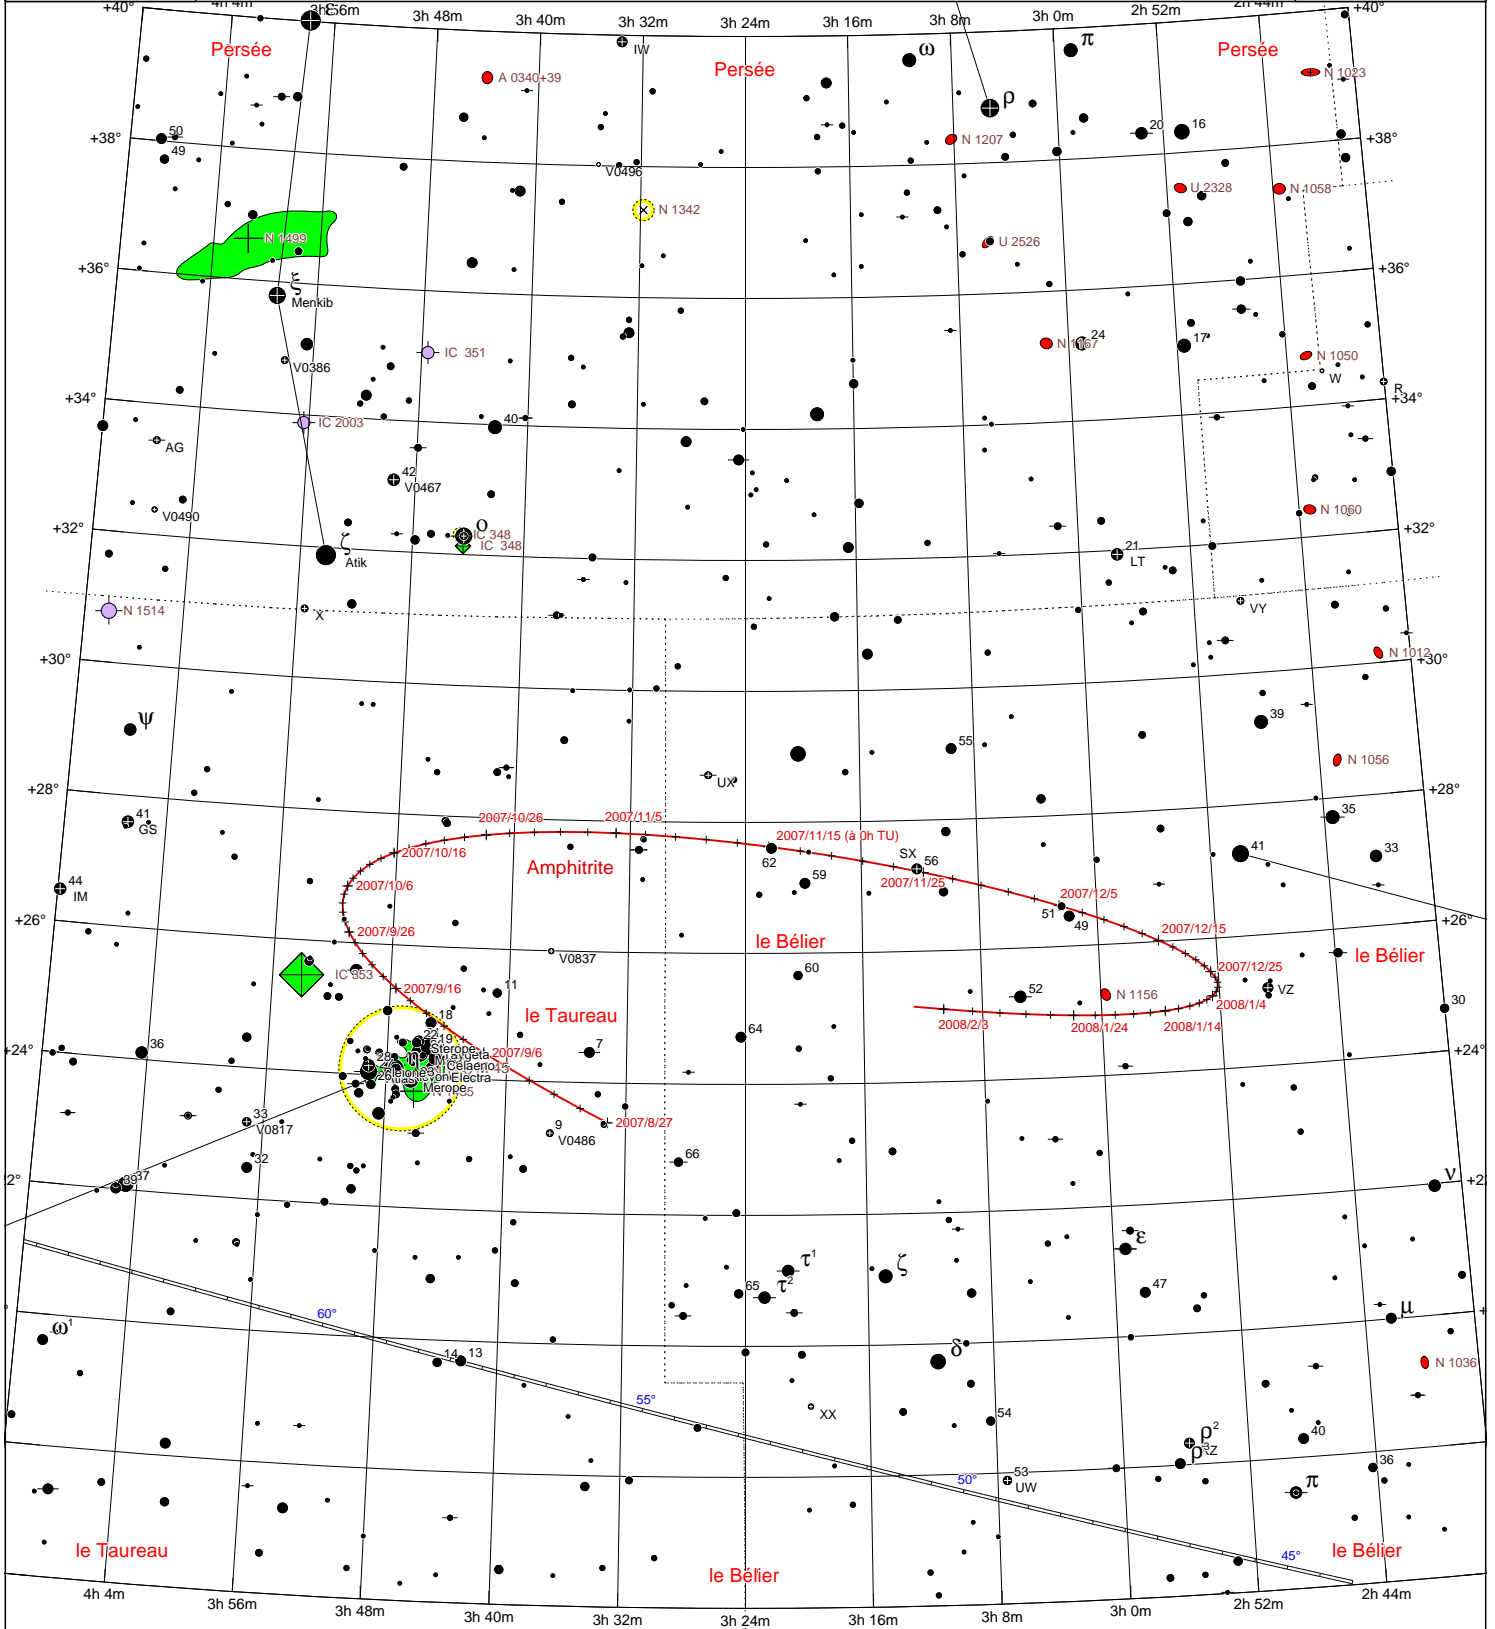 +40° 4h 4m ε 3h 56m 3h 48m 3h 40m 3h 32m 3h 24m 3h 16m 3h 8m 3h 0m 2h 52m 2h 44m +40°
Persée IW Persée ω π Persée
A 0340+39 N 1023
ρ
50 49 +38° N 1207 20 16 +38°
V0496 U 2328 N 1058
N 1342
N 1499 U 2526
+36° +36°
ξ
Menkib
V0386 IC 351 N 1167 24 17 N 1050
W R
+34° IC 2003 40 +34°
AG
42
V0467
V0490 N 1060
+32° ο +32°
ζ IC 348
Atik IC 348 21
LT
N 1514 X VY
+30° N 1012 +30°
ψ 39
55
N 1056
UX
+28° +28°
41 35
GS 2007/10/26 2007/11/5
2007/11/15 (à 0h TU)
2007/10/16 62 SX 56 41 33
Amphitrite
44 2007/10/6 59 2007/11/25
IM 2007/12/5
+26° 51 49 +26°
2007/9/26 2007/12/15
V0837 le Bélier le Bélier
IC 353 60 2007/12/25
2007/9/16 11 52 N 1156 VZ
2008/1/4 30
le Taureau 2008/2/3 2008/1/24 2008/1/14
18
+24° 36 22 19 64 +24°
Sterope 2007/9/6 7
28 Celaeno
Electra
Merope
33 2007/8/27
V0817 9
V0486
32 66
39 37
ν
ε
τ¹ ζ
65 τ² 47
60°
ω¹ μ
14 13 δ N 1036
55°
XX
54
ρ² 40
ρ³
53 36
50° UW π
le Taureau 45° le Bélier
le Bélier
4h 4m 3h 56m 3h 48m 3h 40m 3h 32m 3h 24m 3h 16m 3h 8m 3h 0m 2h 52m 2h 44m